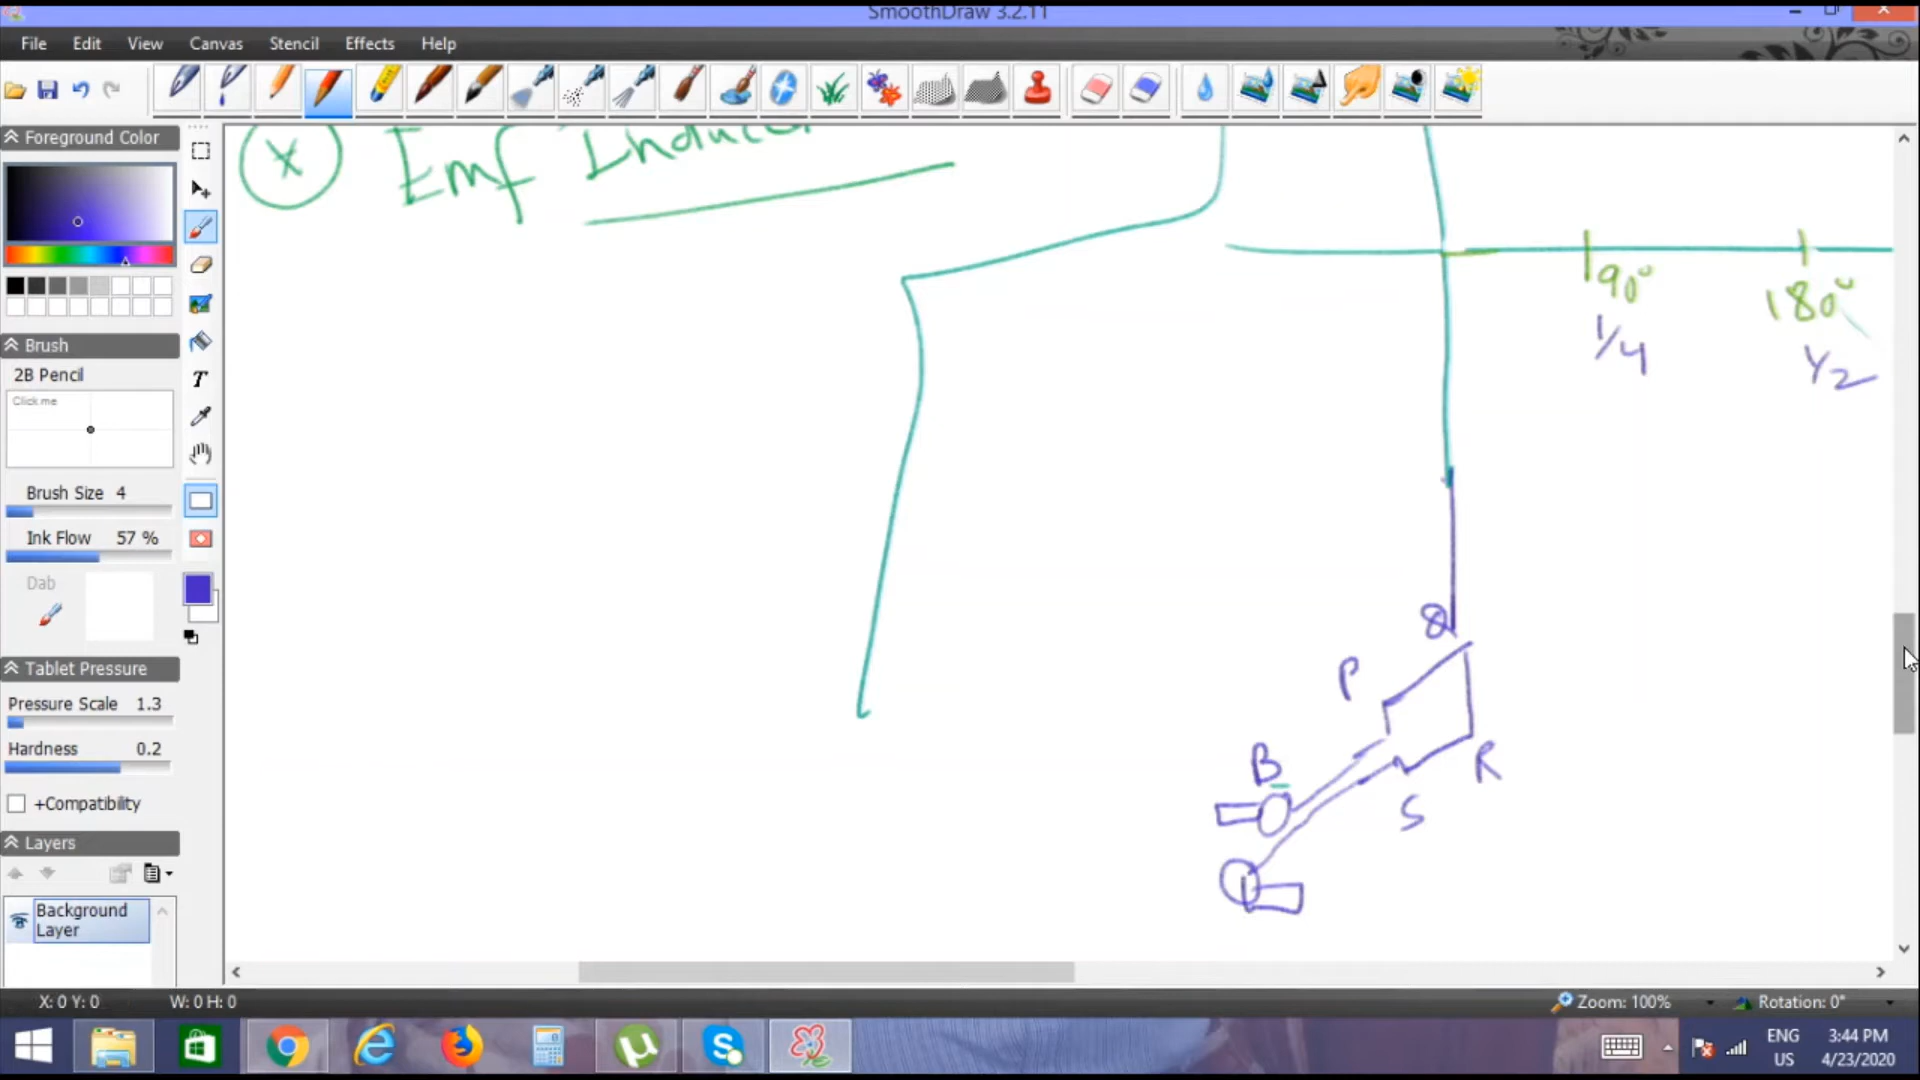 SmoothDraw 3.2.11
File Edit View Canvas Stencil Effects Help
Foreground Color
Brush
2B Pencil
Click me
Brush Size 4
Ink Flow 57 %
Dab
Tablet Pressure
Pressure Scale 1.3
Hardness 0.2
+Compatibility
Layers
Background
Layer
X Emf
90°
1/4
180°
1/2
Q
P
B
R
S
X: 0 Y: 0 W: 0 H: 0
Zoom: 100%
Rotation: 0°
ENG
US
3:44 PM
4/23/2020